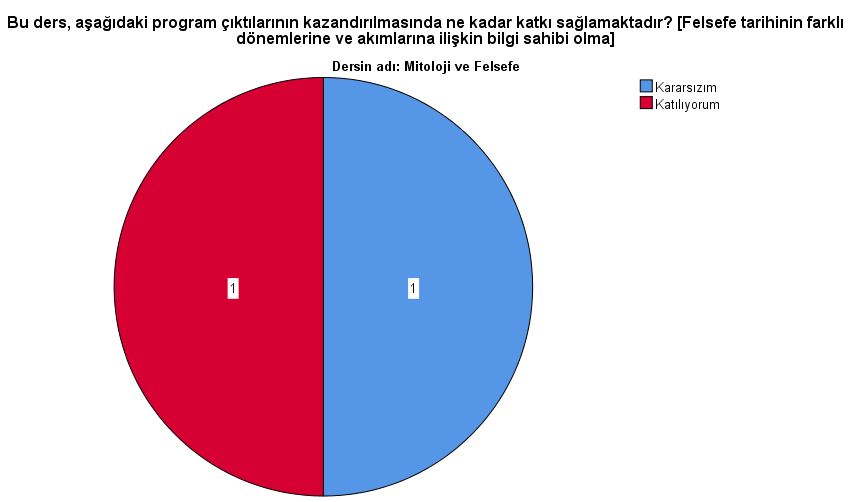 Bu ders, aşağıdaki program çıktılarının kazandırılmasında ne kadar katkı sağlamaktadır? [Felsefe tarihinin farklı
dönemlerine ve akımlarına ilişkin bilgi sahibi olma]
Dersin adı: Mitoloji ve Felsefe
Kararsızım
Katılıyorum
1
1